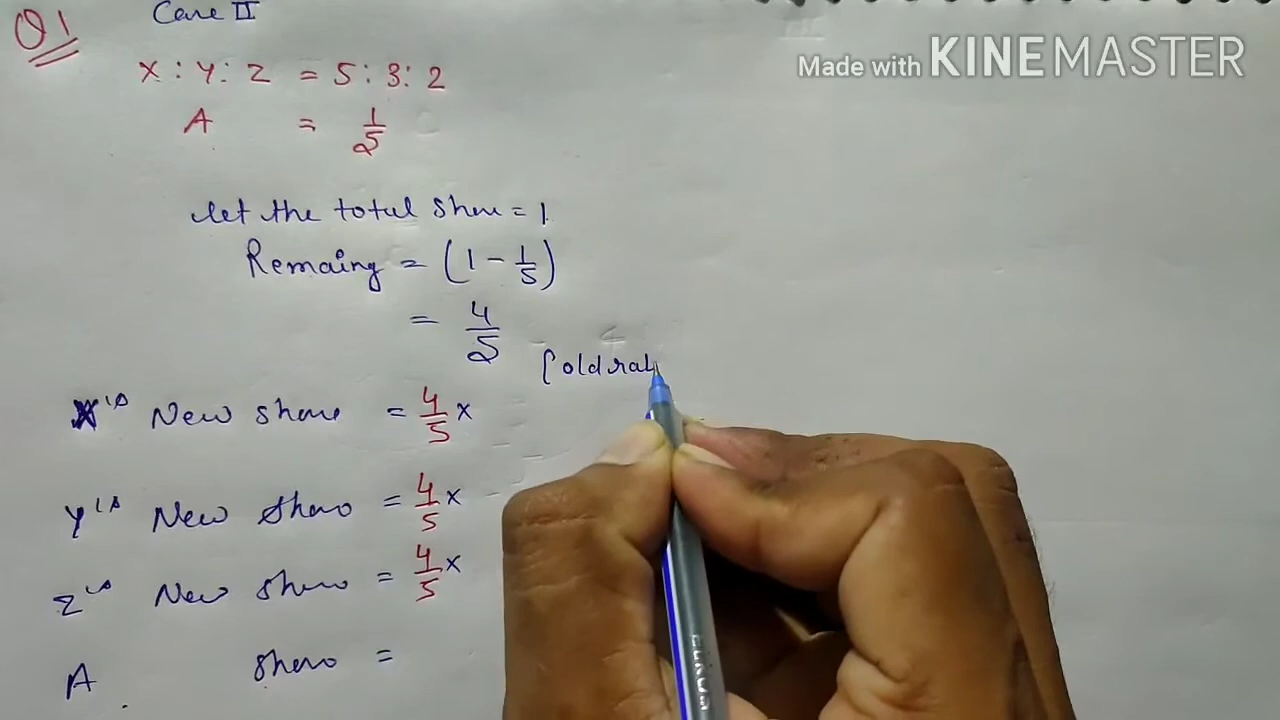 Q1 Case II
Made with KINEMASTER
X : Y : Z = 5 : 3 : 2
A = 1/5
let the total Share = 1
Remaing = (1 - 1/5)
= 4/5
[old rat
X's New share = 4/5 x
Y's New Share = 4/5 x
Z's New share = 4/5 x
A share =